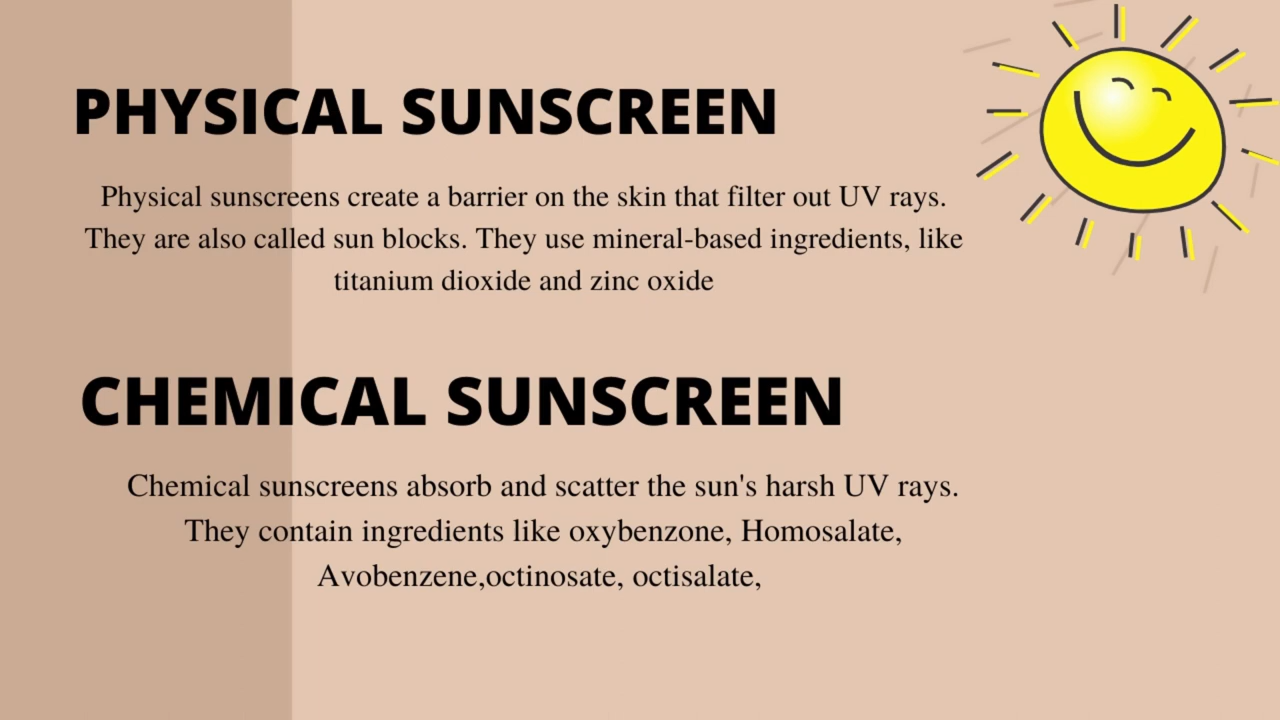 PHYSICAL SUNSCREEN
Physical sunscreens create a barrier on the skin that filter out UV rays.
They are also called sun blocks. They use mineral-based ingredients, like
titanium dioxide and zinc oxide
CHEMICAL SUNSCREEN
Chemical sunscreens absorb and scatter the sun's harsh UV rays.
They contain ingredients like oxybenzone, Homosalate,
Avobenzene,octinosate, octisalate,